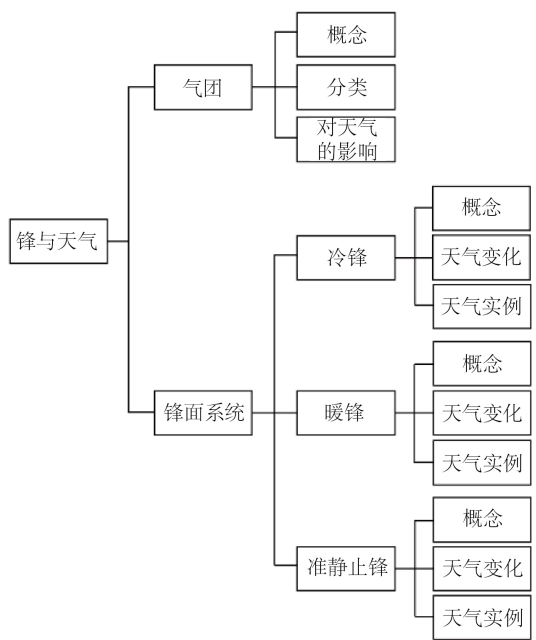 锋与天气
气团
概念
分类
对天气
的影响
锋面系统
冷锋
概念
天气变化
天气实例
暖锋
概念
天气变化
天气实例
准静止锋
概念
天气变化
天气实例